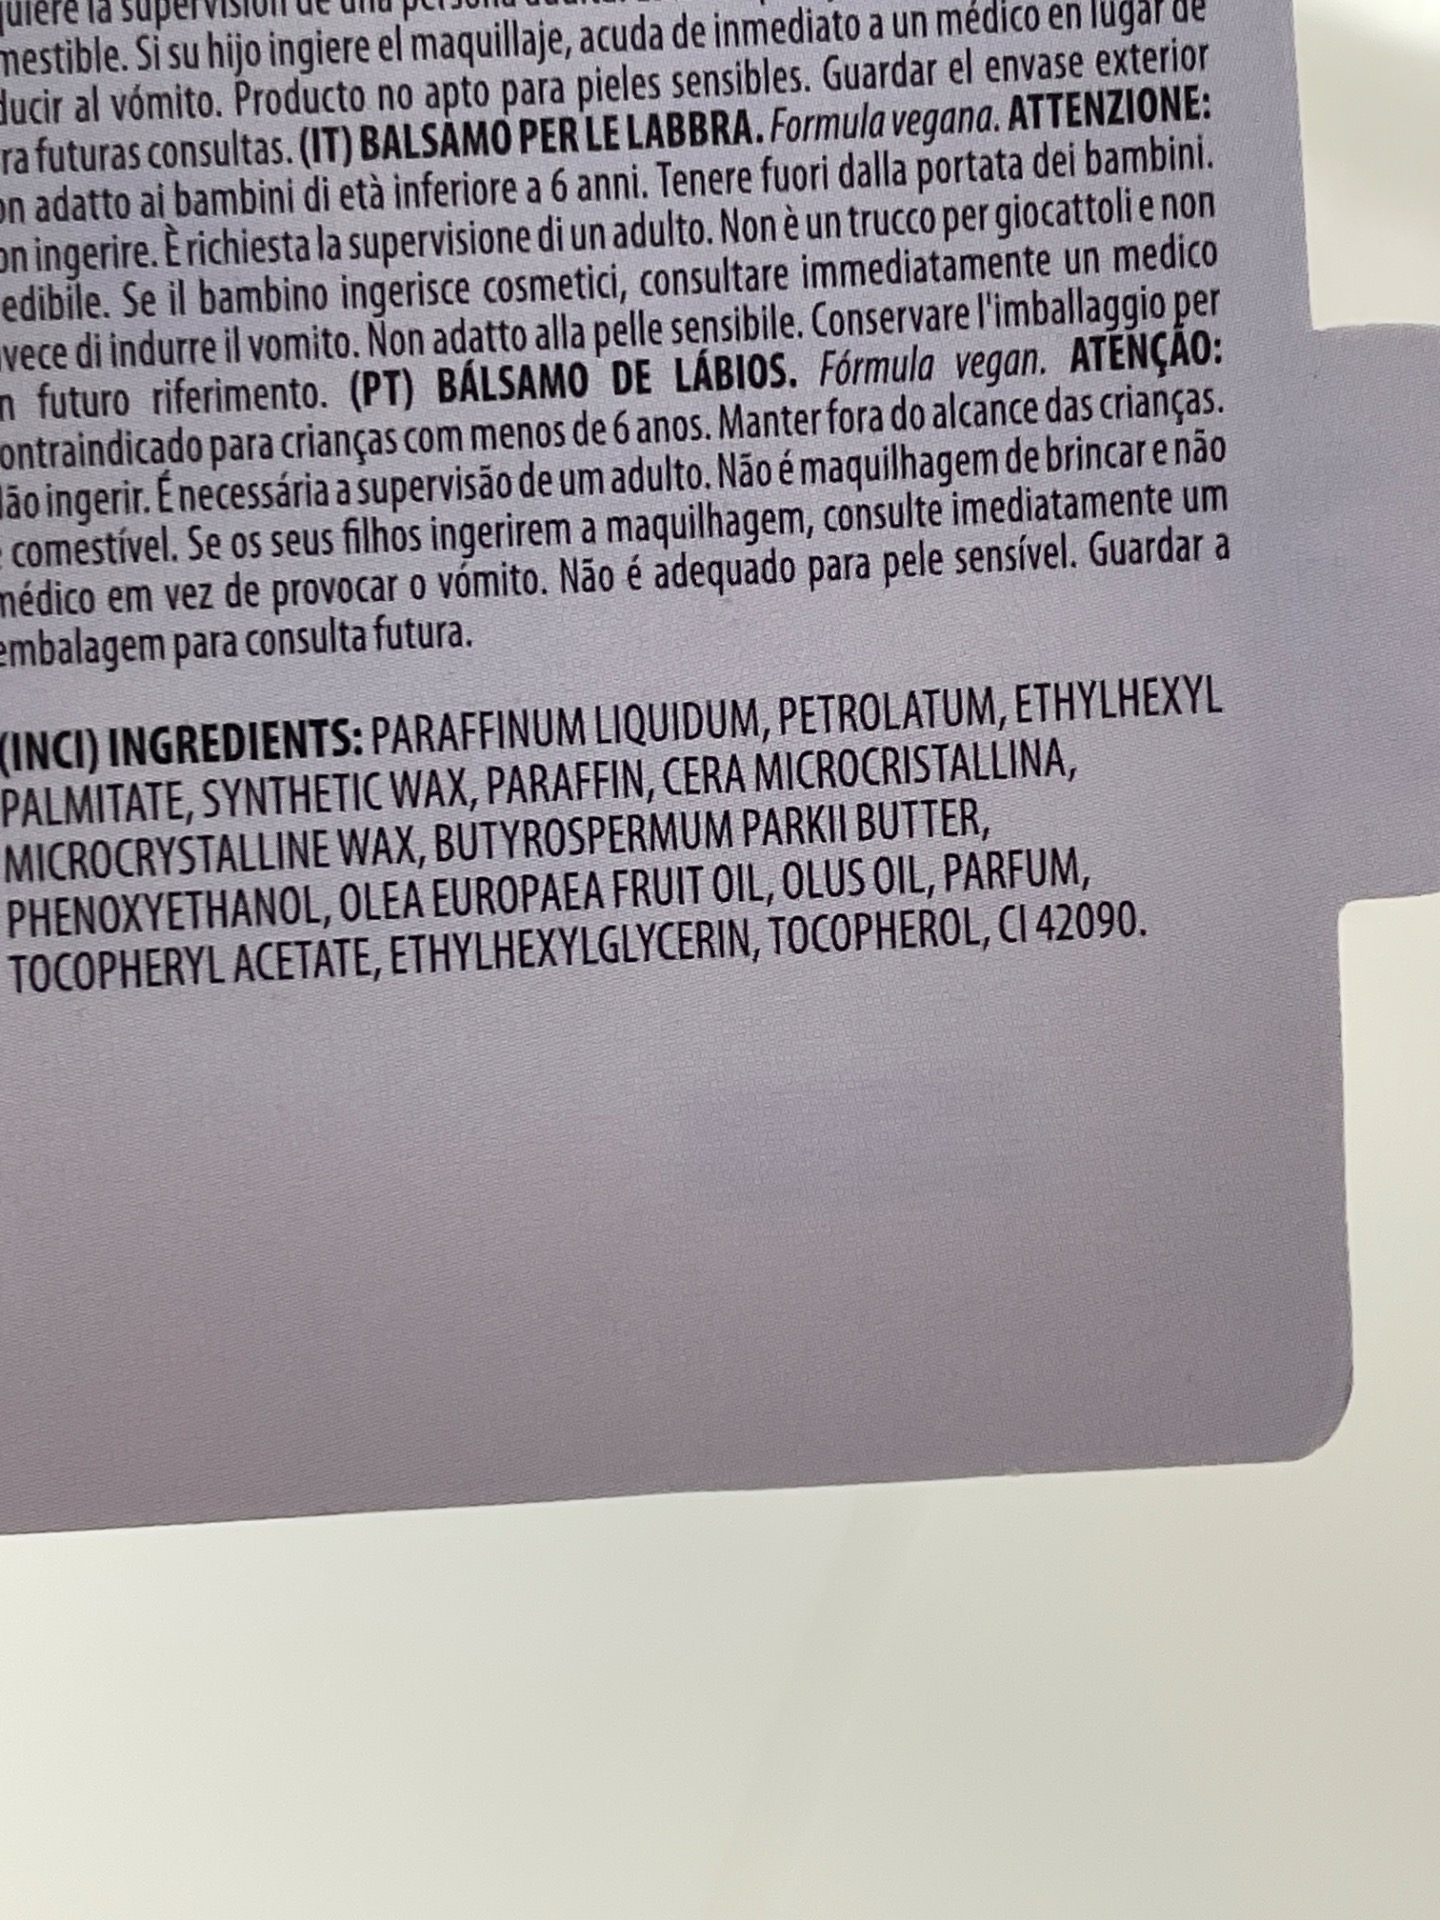 quiere la supervisión de una persona
mestible. Si su hijo ingiere el maquillaje, acuda de inmediato a un médico en lugar de
ducir al vómito. Producto no apto para pieles sensibles. Guardar el envase exterior
ra futuras consultas. (IT) BALSAMO PER LE LABBRA. Formula vegana. ATTENZIONE:
on adatto ai bambini di età inferiore a 6 anni. Tenere fuori dalla portata dei bambini.
on ingerire. È richiesta la supervisione di un adulto. Non è un trucco per giocattoli e non
edibile. Se il bambino ingerisce cosmetici, consultare immediatamente un medico
vece di indurre il vomito. Non adatto alla pelle sensibile. Conservare l'imballaggio per
n futuro riferimento. (PT) BÁLSAMO DE LÁBIOS. Fórmula vegan. ATENÇÃO:
ontraindicado para crianças com menos de 6 anos. Manter fora do alcance das crianças.
ão ingerir. É necessária a supervisão de um adulto. Não é maquilhagem de brincar e não
comestível. Se os seus filhos ingerirem a maquilhagem, consulte imediatamente um
médico em vez de provocar o vómito. Não é adequado para pele sensível. Guardar a
embalagem para consulta futura.
(INCI) INGREDIENTS: PARAFFINUM LIQUIDUM, PETROLATUM, ETHYLHEXYL
PALMITATE, SYNTHETIC WAX, PARAFFIN, CERA MICROCRISTALLINA,
MICROCRYSTALLINE WAX, BUTYROSPERMUM PARKII BUTTER,
PHENOXYETHANOL, OLEA EUROPAEA FRUIT OIL, OLUS OIL, PARFUM,
TOCOPHERYL ACETATE, ETHYLHEXYLGLYCERIN, TOCOPHEROL, CI 42090.